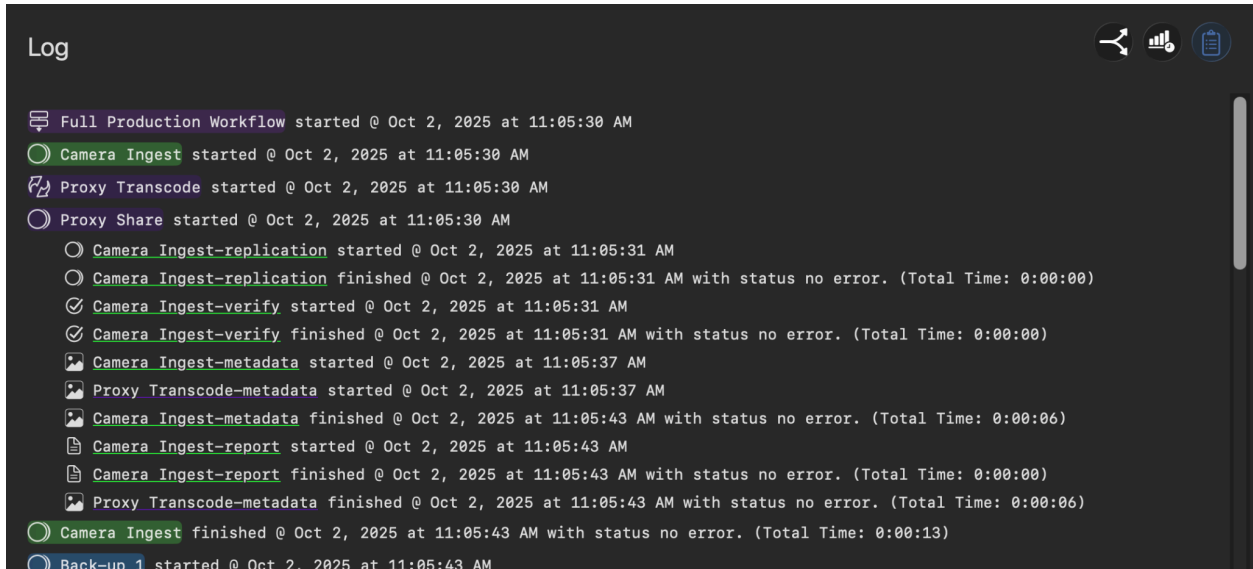 Log
Full Production Workflow started @ Oct 2, 2025 at 11:05:30 AM
Camera Ingest started @ Oct 2, 2025 at 11:05:30 AM
Proxy Transcode started @ Oct 2, 2025 at 11:05:30 AM
Proxy Share started @ Oct 2, 2025 at 11:05:30 AM
Camera Ingest-replication started @ Oct 2, 2025 at 11:05:31 AM
Camera Ingest-replication finished @ Oct 2, 2025 at 11:05:31 AM with status no error. (Total Time: 0:00:00)
Camera Ingest-verify started @ Oct 2, 2025 at 11:05:31 AM
Camera Ingest-verify finished @ Oct 2, 2025 at 11:05:31 AM with status no error. (Total Time: 0:00:00)
Camera Ingest-metadata started @ Oct 2, 2025 at 11:05:37 AM
Proxy Transcode-metadata started @ Oct 2, 2025 at 11:05:37 AM
Camera Ingest-metadata finished @ Oct 2, 2025 at 11:05:43 AM with status no error. (Total Time: 0:00:06)
Camera Ingest-report started @ Oct 2, 2025 at 11:05:43 AM
Camera Ingest-report finished @ Oct 2, 2025 at 11:05:43 AM with status no error. (Total Time: 0:00:00)
Proxy Transcode-metadata finished @ Oct 2, 2025 at 11:05:43 AM with status no error. (Total Time: 0:00:06)
Camera Ingest finished @ Oct 2, 2025 at 11:05:43 AM with status no error. (Total Time: 0:00:13)
Back-up 1 started @ Oct 2, 2025 at 11:05:43 AM